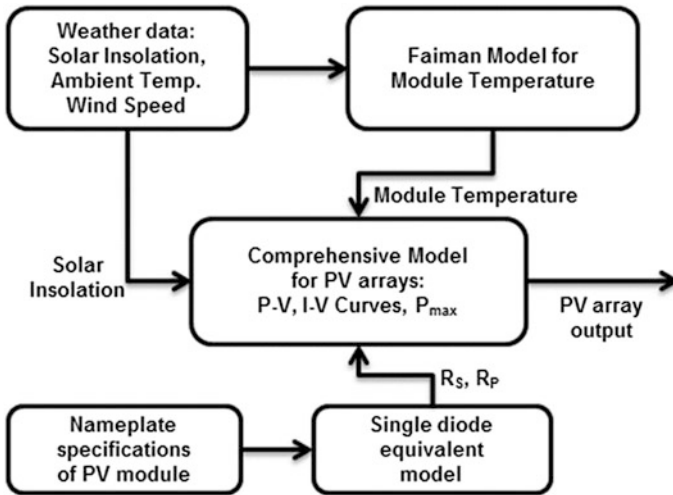 Weather data:
Solar Insolation,
Ambient Temp.
Wind Speed
Faiman Model for
Module Temperature
Module Temperature
Solar
Insolation
Comprehensive Model
for PV arrays:
P-V, I-V Curves, Pmax
PV array
output
RS, RP
Nameplate
specifications
of PV module
Single diode
equivalent
model